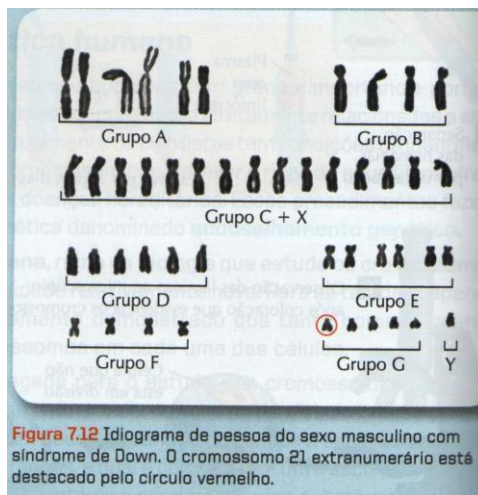 Grupo A
Grupo B
Grupo C + X
Grupo D
Grupo E
Grupo F
Grupo G
Y
Figura 7.12 Idiograma de pessoa do sexo masculino com
síndrome de Down. O cromossomo 21 extranumerário está
destacado pelo círculo vermelho.